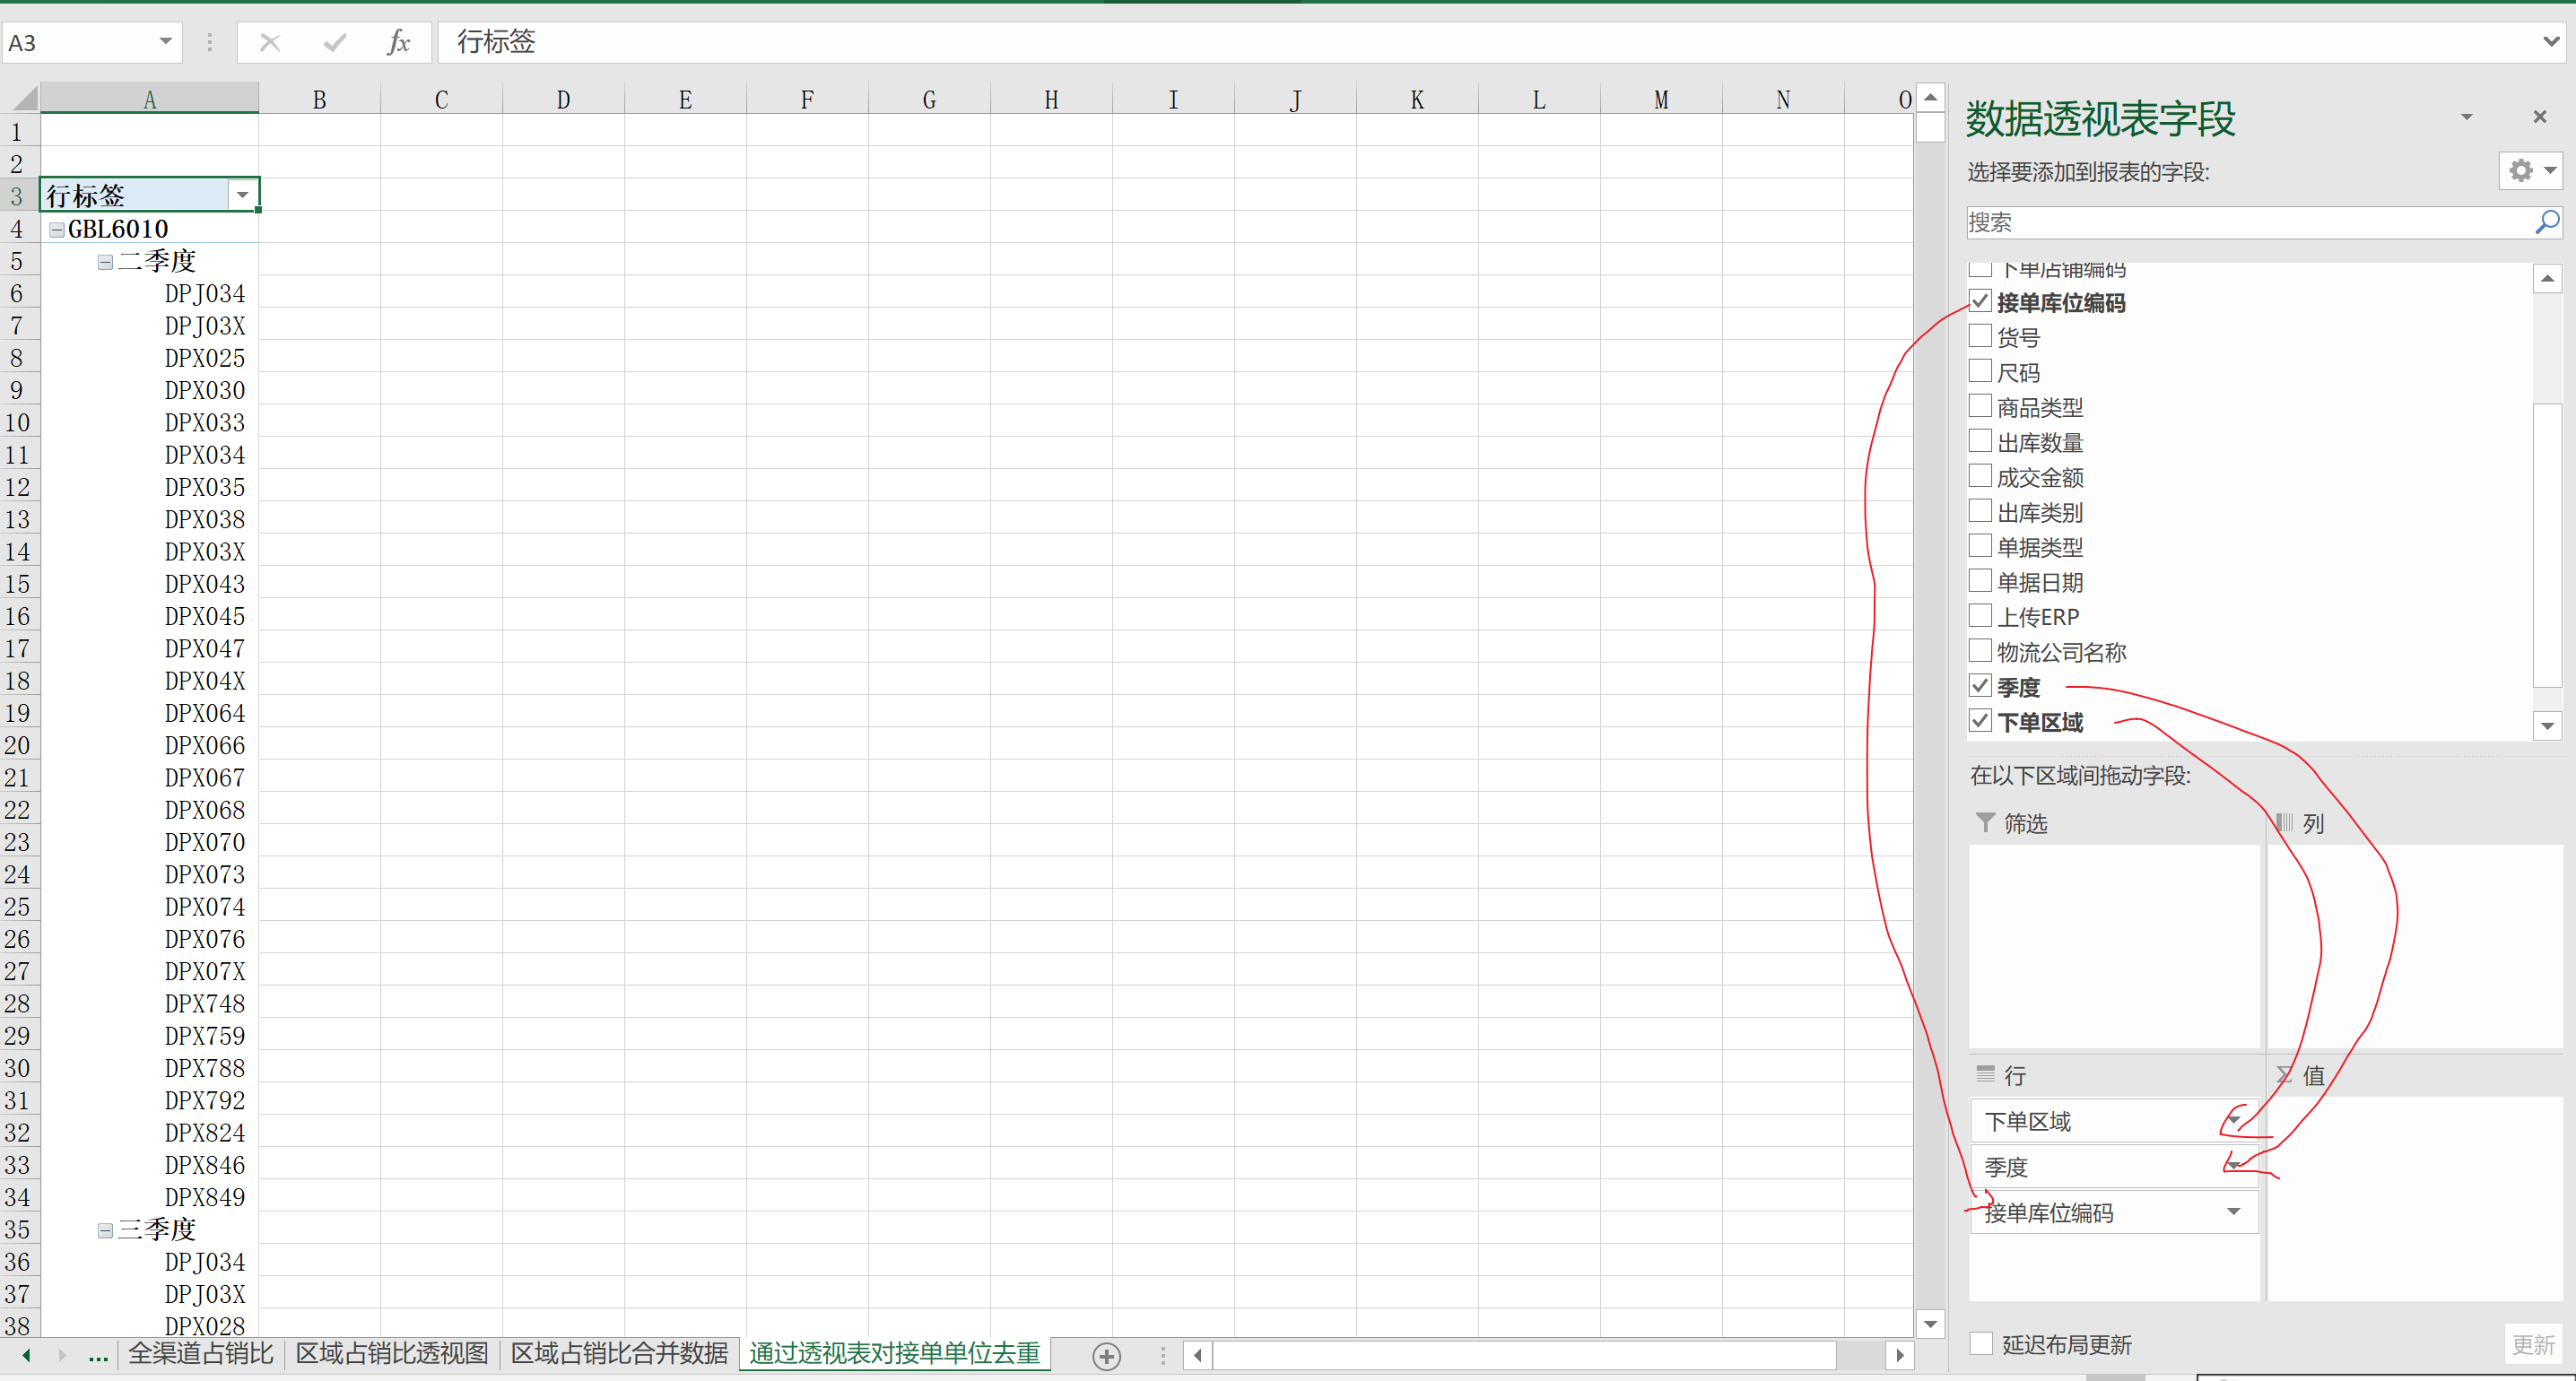 A3
fx
行标签
A B C D E F G H I J K L M N O
1
2
3 行标签
4 GBL6010
5 二季度
6 DPJ034
7 DPJ03X
8 DPX025
9 DPX030
10 DPX033
11 DPX034
12 DPX035
13 DPX038
14 DPX03X
15 DPX043
16 DPX045
17 DPX047
18 DPX04X
19 DPX064
20 DPX066
21 DPX067
22 DPX068
23 DPX070
24 DPX073
25 DPX074
26 DPX076
27 DPX07X
28 DPX748
29 DPX759
30 DPX788
31 DPX792
32 DPX824
33 DPX846
34 DPX849
35 三季度
36 DPJ034
37 DPJ03X
38 DPX028
... 全渠道占销比 区域占销比透视图 区域占销比合并数据 通过透视表对接单单位去重
数据透视表字段
选择要添加到报表的字段:
搜索
下单店铺编码
接单库位编码
货号
尺码
商品类型
出库数量
成交金额
出库类别
单据类型
单据日期
上传ERP
物流公司名称
季度
下单区域
在以下区域间拖动字段:
筛选
列
行
Σ 值
下单区域
季度
接单库位编码
延迟布局更新
更新